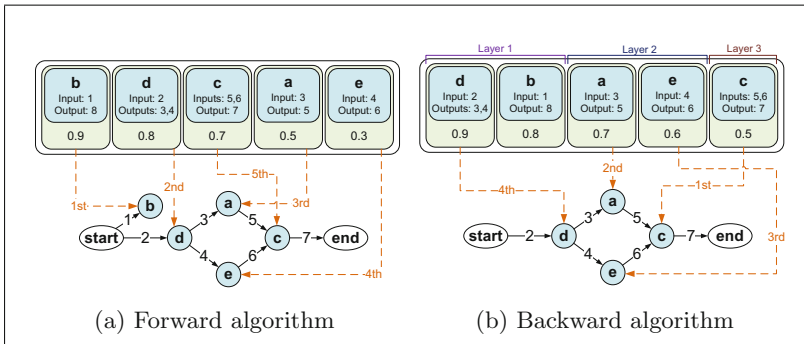 b
Input: 1
Output: 8
0.9
d
Input: 2
Outputs: 3,4
0.8
c
Inputs: 5,6
Output: 7
0.7
a
Input: 3
Output: 5
0.5
e
Input: 4
Output: 6
0.3
1st
2nd
5th
3rd
4th
b
1
start
2
d
3
a
5
4
e
6
c
7
end
(a) Forward algorithm
Layer 1
Layer 2
Layer 3
d
Input: 2
Outputs: 3,4
0.9
b
Input: 1
Output: 8
0.8
a
Input: 3
Output: 5
0.7
e
Input: 4
Output: 6
0.6
c
Inputs: 5,6
Output: 7
0.5
4th
2nd
1st
3rd
start
2
d
3
a
5
4
e
6
c
7
end
(b) Backward algorithm